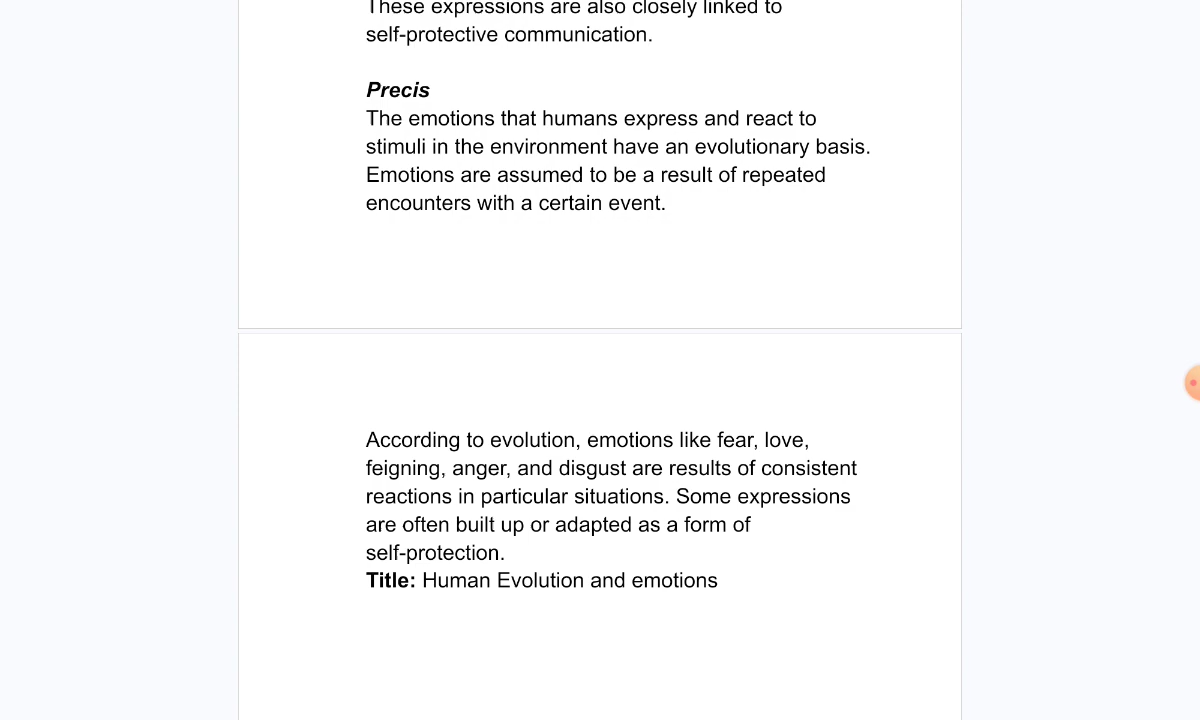 These expressions are also closely linked to
self-protective communication.
Precis
The emotions that humans express and react to
stimuli in the environment have an evolutionary basis.
Emotions are assumed to be a result of repeated
encounters with a certain event.
According to evolution, emotions like fear, love,
feigning, anger, and disgust are results of consistent
reactions in particular situations. Some expressions
are often built up or adapted as a form of
self-protection.
Title: Human Evolution and emotions